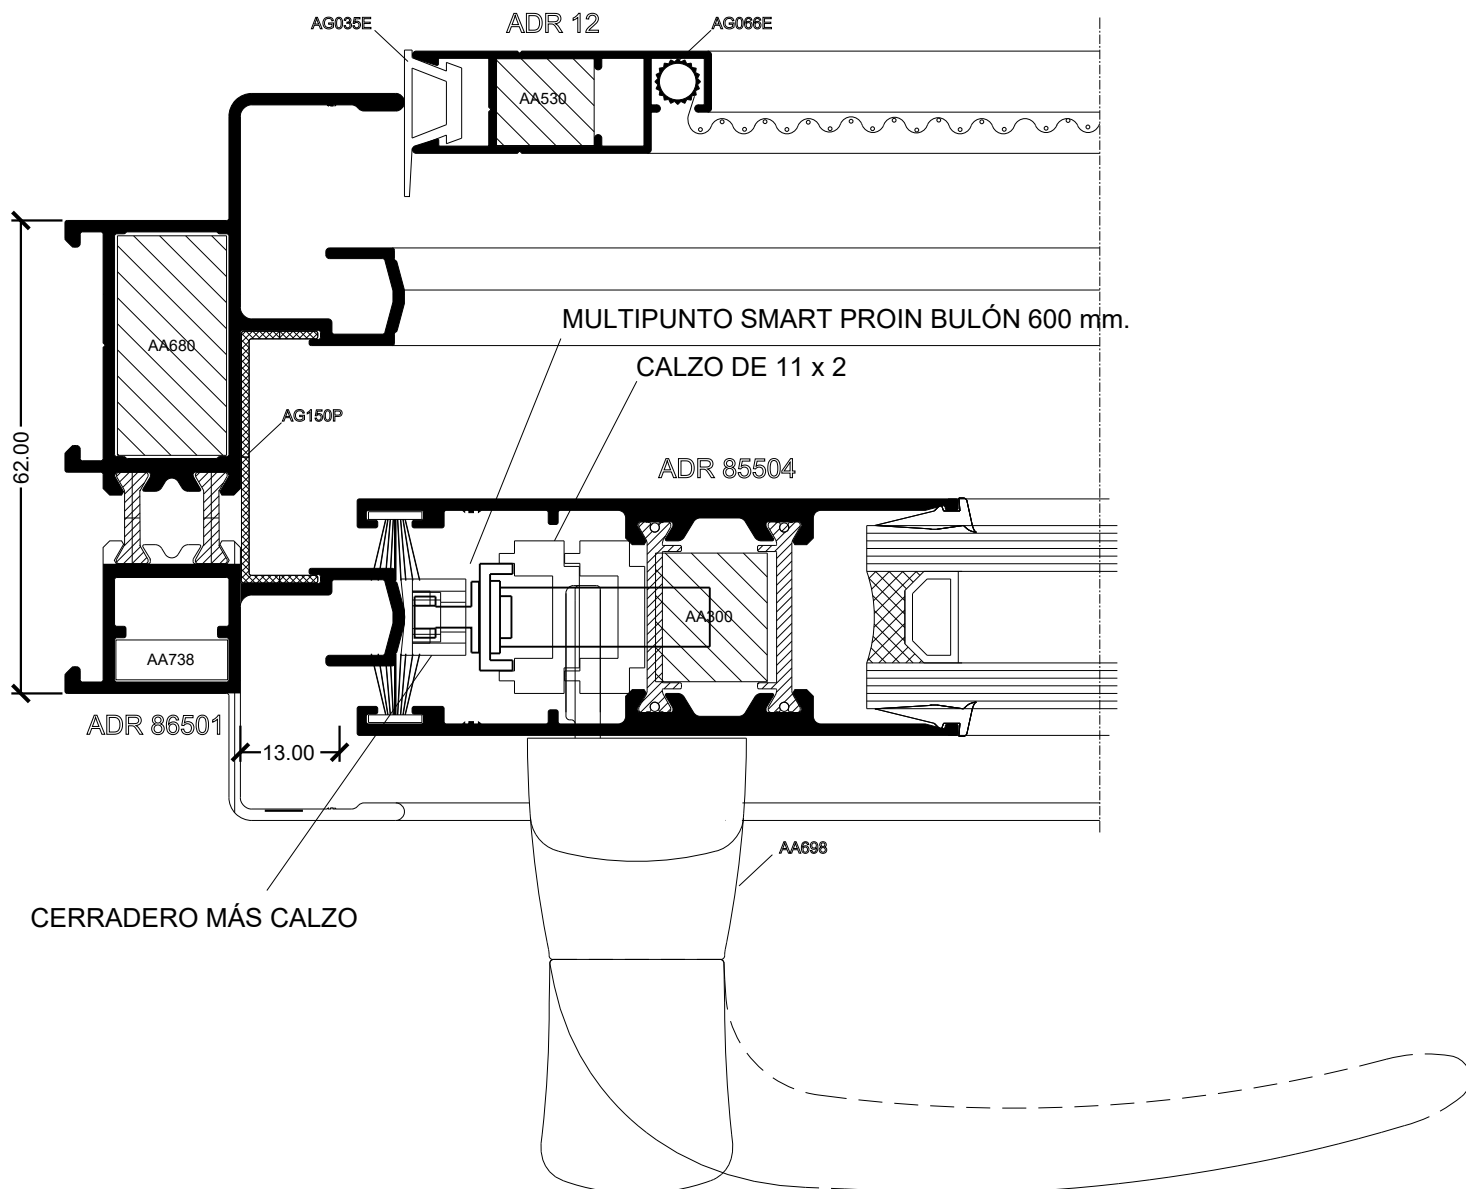 AG035E
ADR 12
AG066E
AA530
MULTIPUNTO SMART PROIN BULÓN 600 mm.
AA680
CALZO DE 11 x 2
AG150P
62.00
ADR 85504
AA300
AA738
ADR 86501
13.00
AA698
CERRADERO MÁS CALZO